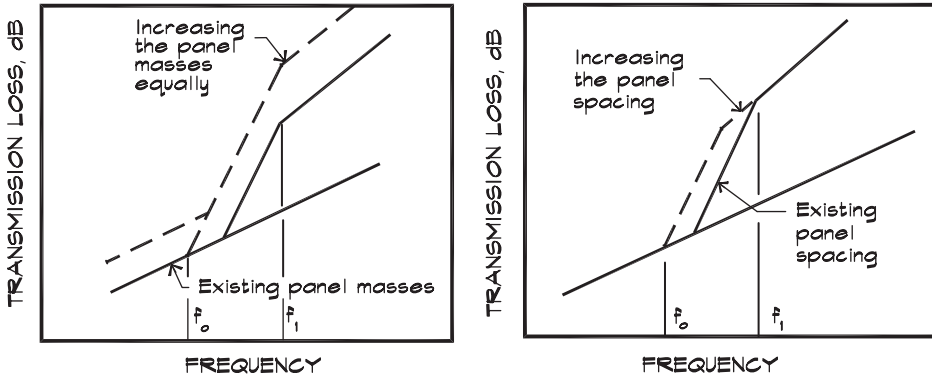 TRANSMISSION LOSS, dB
Increasing
the panel
masses
equally
Existing panel masses
f₀
f₁
FREQUENCY
TRANSMISSION LOSS, dB
Increasing
the panel
spacing
Existing
panel
spacing
f₀
f₁
FREQUENCY